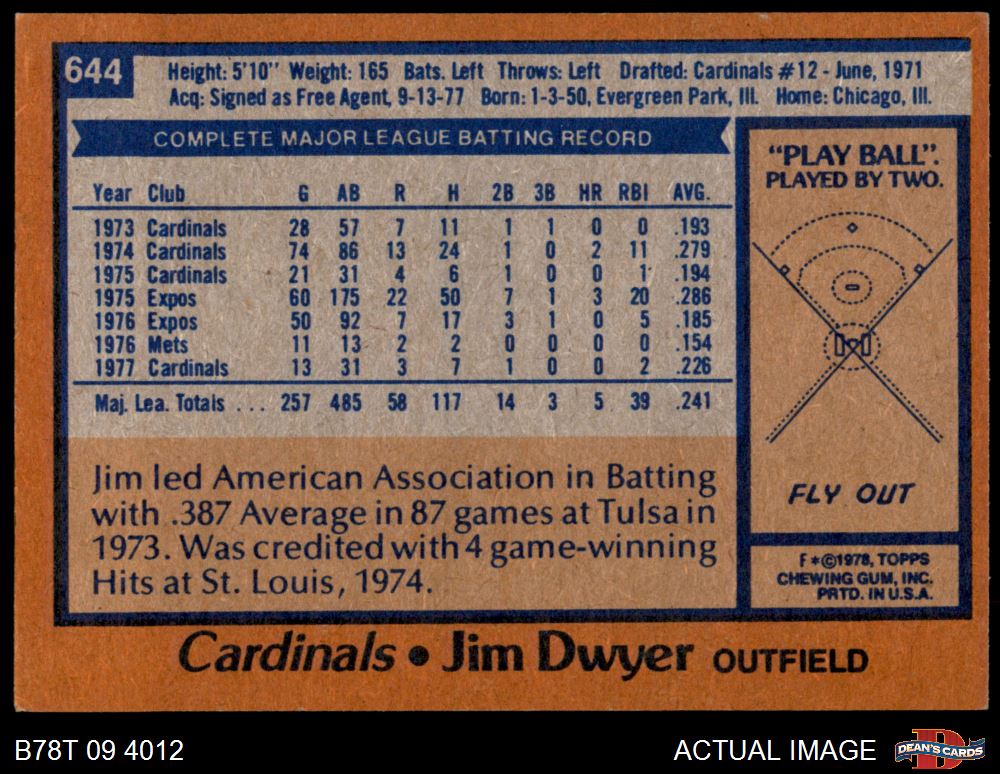 644
Height: 5'10" Weight: 165 Bats. Left Throws: Left Drafted: Cardinals #12 - June, 1971
Acq: Signed as Free Agent, 9-13-77 Born: 1-3-50, Evergreen Park, Ill. Home: Chicago, Ill.
COMPLETE MAJOR LEAGUE BATTING RECORD
Year Club G AB R H 2B 3B HR RBI AVG.
1973 Cardinals 28 57 7 11 1 1 0 0 .193
1974 Cardinals 74 86 13 24 1 0 2 11 .279
1975 Cardinals 21 31 4 6 1 0 0 1 .194
1975 Expos 60 175 22 50 7 1 3 20 .286
1976 Expos 50 92 7 17 3 1 0 5 .185
1976 Mets 11 13 2 2 0 0 0 0 .154
1977 Cardinals 13 31 3 7 1 0 0 2 .226
Maj. Lea. Totals ... 257 485 58 117 14 3 5 39 .241
Jim led American Association in Batting
with .387 Average in 87 games at Tulsa in
1973. Was credited with 4 game-winning
Hits at St. Louis, 1974.
"PLAY BALL".
PLAYED BY TWO.
FLY OUT
F*©1978, TOPPS
CHEWING GUM, INC.
PRTD. IN U.S.A.
Cardinals • Jim Dwyer OUTFIELD
B78T 09 4012
ACTUAL IMAGE
D
DEAN'S CARDS